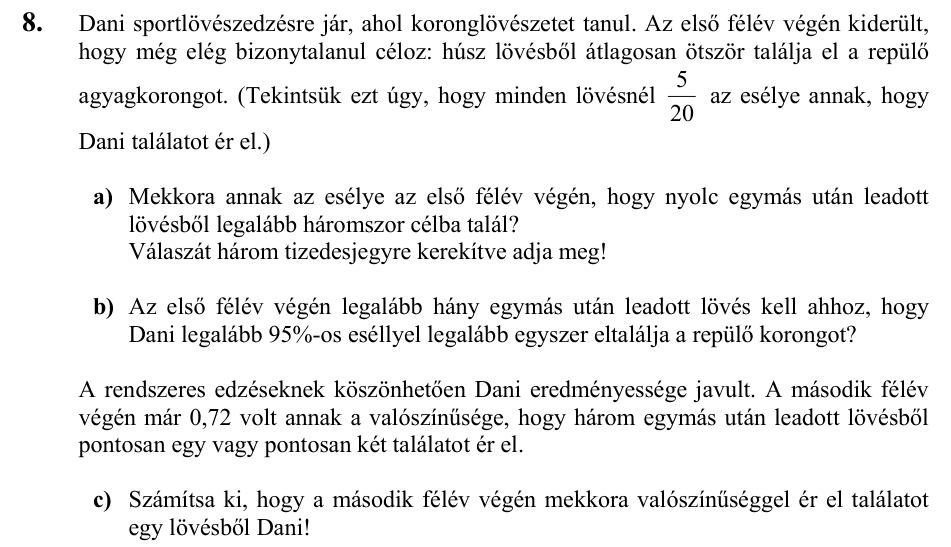 8. Dani sportlövészedzésre jár, ahol koronglövészetet tanul. Az első félév végén kiderült,
hogy még elég bizonytalanul céloz: húsz lövésből átlagosan ötször találja el a repülő
agyagkorongot. (Tekintsük ezt úgy, hogy minden lövésnél 5/20 az esélye annak, hogy
Dani találatot ér el.)
a) Mekkora annak az esélye az első félév végén, hogy nyolc egymás után leadott
lövésből legalább háromszor célba talál?
Válaszát három tizedesjegyre kerekítve adja meg!
b) Az első félév végén legalább hány egymás után leadott lövés kell ahhoz, hogy
Dani legalább 95%-os eséllyel legalább egyszer eltalálja a repülő korongot?
A rendszeres edzéseknek köszönhetően Dani eredményessége javult. A második félév
végén már 0,72 volt annak a valószínűsége, hogy három egymás után leadott lövésből
pontosan egy vagy pontosan két találatot ér el.
c) Számítsa ki, hogy a második félév végén mekkora valószínűséggel ér el találatot
egy lövésből Dani!